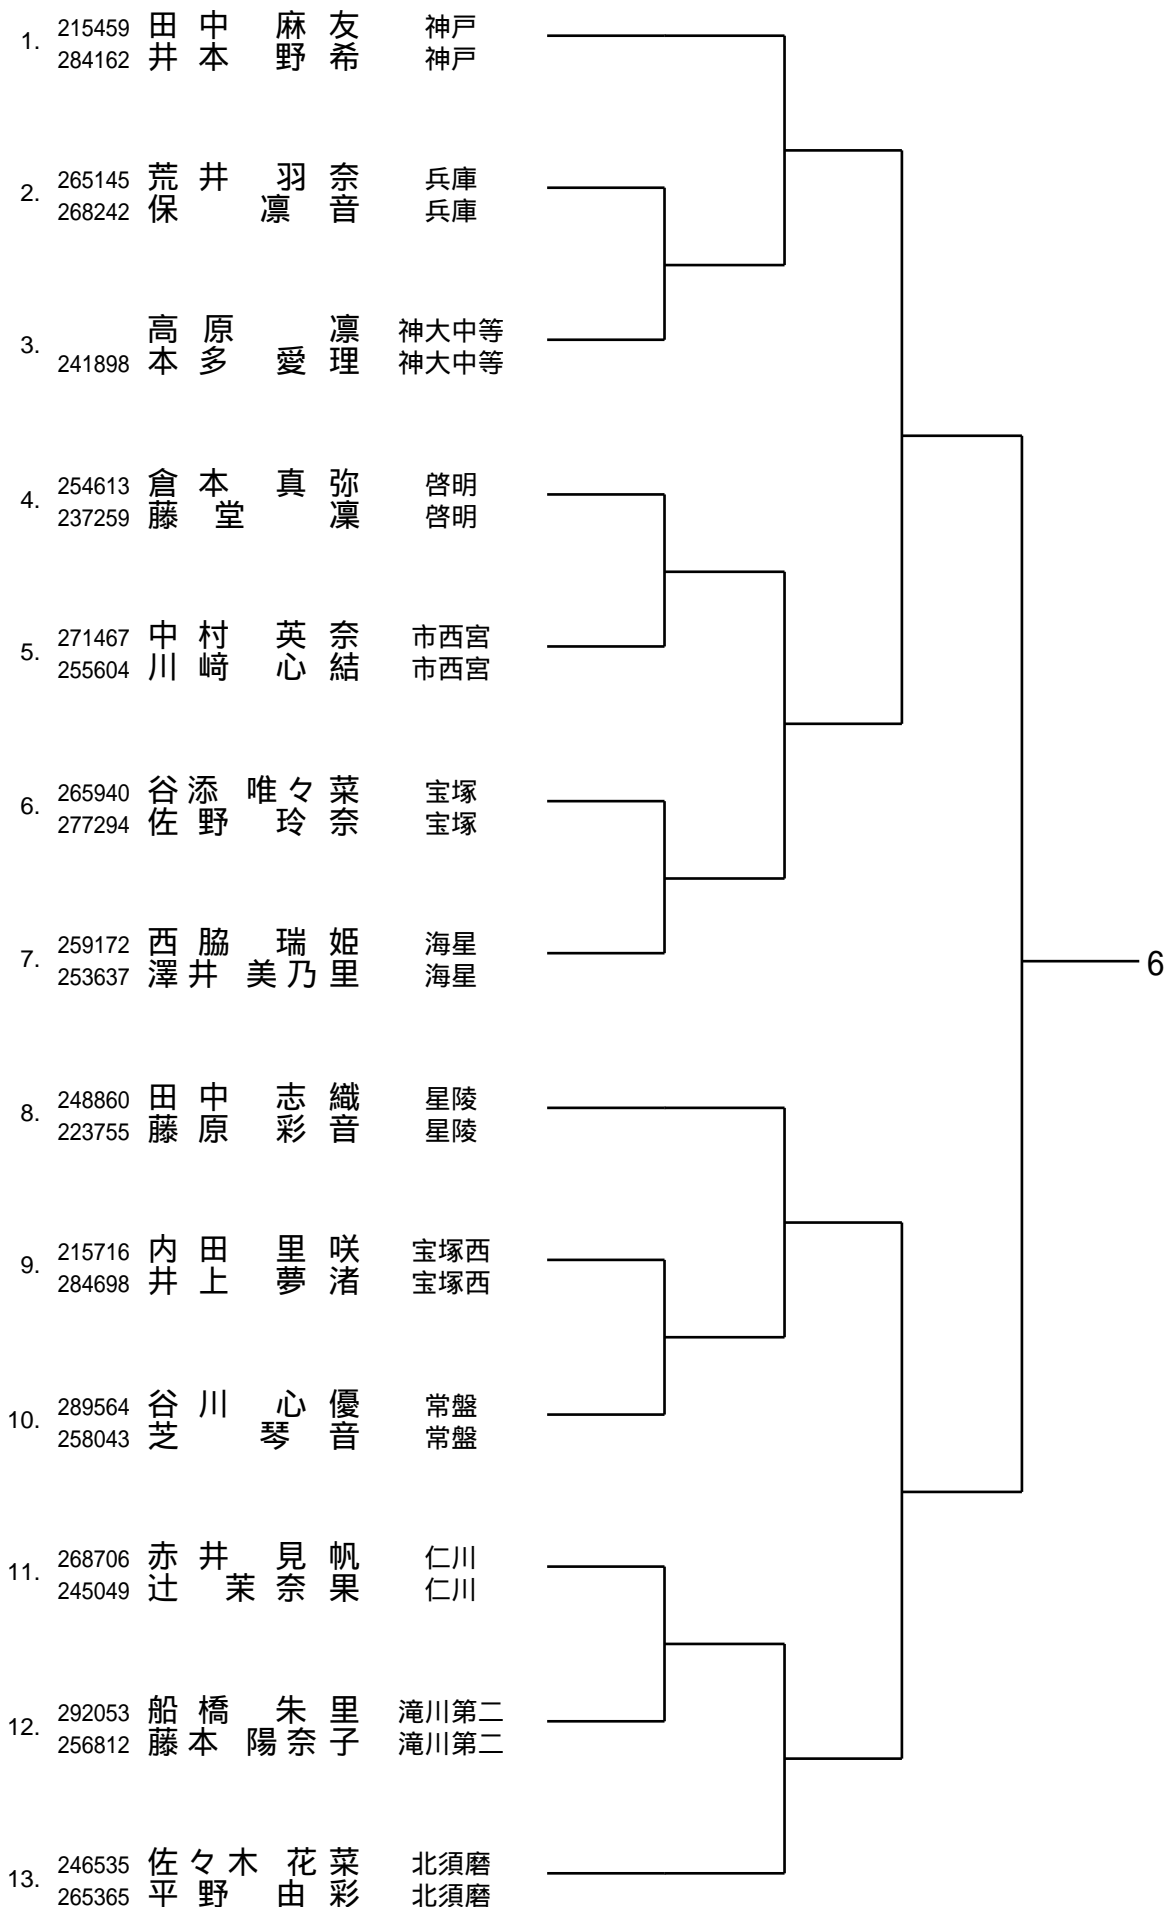 1. 215459 田中 麻友 神戸
284162 井本 野希 神戸
2. 265145 荒井 羽奈 兵庫
268242 保 凛音 兵庫
3. 高原 凛 神大中等
241898 本多 愛理 神大中等
4. 254613 倉本 真弥 啓明
237259 藤堂 凜 啓明
5. 271467 中村 英奈 市西宮
255604 川﨑 心結 市西宮
6. 265940 谷添 唯々菜 宝塚
277294 佐野 玲奈 宝塚
7. 259172 西脇 瑞姫 海星
253637 澤井 美乃里 海星
6
8. 248860 田中 志織 星陵
223755 藤原 彩音 星陵
9. 215716 内田 里咲 宝塚西
284698 井上 夢渚 宝塚西
10. 289564 谷川 心優 常盤
258043 芝 琴音 常盤
11. 268706 赤井 見帆 仁川
245049 辻 茉奈果 仁川
12. 292053 船橋 朱里 滝川第二
256812 藤本 陽奈子 滝川第二
13. 246535 佐々木 花菜 北須磨
265365 平野 由彩 北須磨